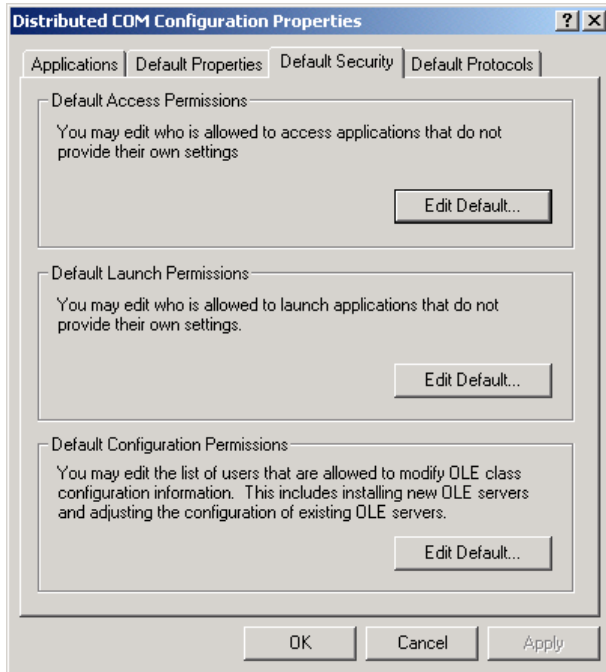 Distributed COM Configuration Properties
Applications
Default Properties
Default Security
Default Protocols
Default Access Permissions
You may edit who is allowed to access applications that do not
provide their own settings
Edit Default...
Default Launch Permissions
You may edit who is allowed to launch applications that do not
provide their own settings.
Edit Default...
Default Configuration Permissions
You may edit the list of users that are allowed to modify OLE class
configuration information. This includes installing new OLE servers
and adjusting the configuration of existing OLE servers.
Edit Default...
OK
Cancel
Apply